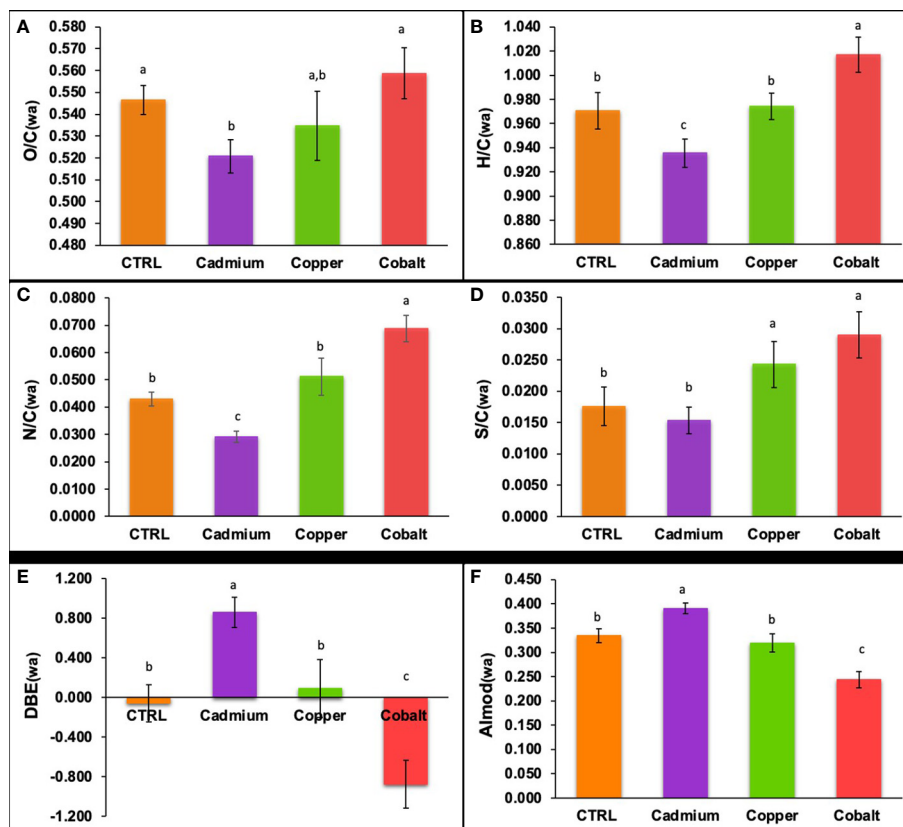 A
O/C(wa)
0.580
0.570
0.560
0.550
0.540
0.530
0.520
0.510
0.500
0.490
0.480
a
b
a,b
a
CTRL Cadmium Copper Cobalt
B
H/C(wa)
1.040
1.020
1.000
0.980
0.960
0.940
0.920
0.900
0.880
0.860
b
c
b
a
CTRL Cadmium Copper Cobalt
C
N/C(wa)
0.0800
0.0700
0.0600
0.0500
0.0400
0.0300
0.0200
0.0100
0.0000
b
c
b
a
CTRL Cadmium Copper Cobalt
D
S/C(wa)
0.0350
0.0300
0.0250
0.0200
0.0150
0.0100
0.0050
0.0000
b
b
a
a
CTRL Cadmium Copper Cobalt
E
DBE(wa)
1.200
0.800
0.400
0.000
-0.400
-0.800
-1.200
b
a
b
c
CTRL Cadmium Copper Cobalt
F
AImod(wa)
0.450
0.400
0.350
0.300
0.250
0.200
0.150
0.100
0.050
0.000
b
a
b
c
CTRL Cadmium Copper Cobalt